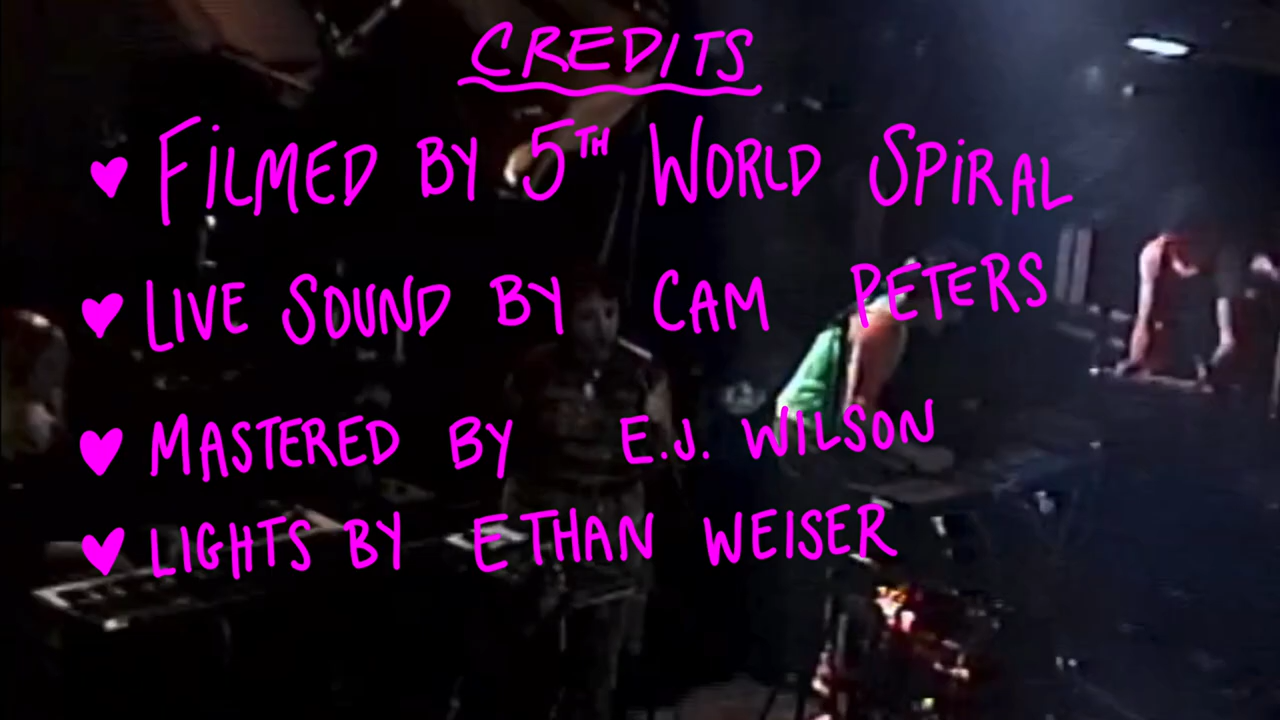 CREDITS
FiLMED BY 5TH WORLD SPiRAL
LIVE SOUND BY CAM PETERS
MASTERED BY E.J. WILSON
LIGHTS BY ETHAN WEISER